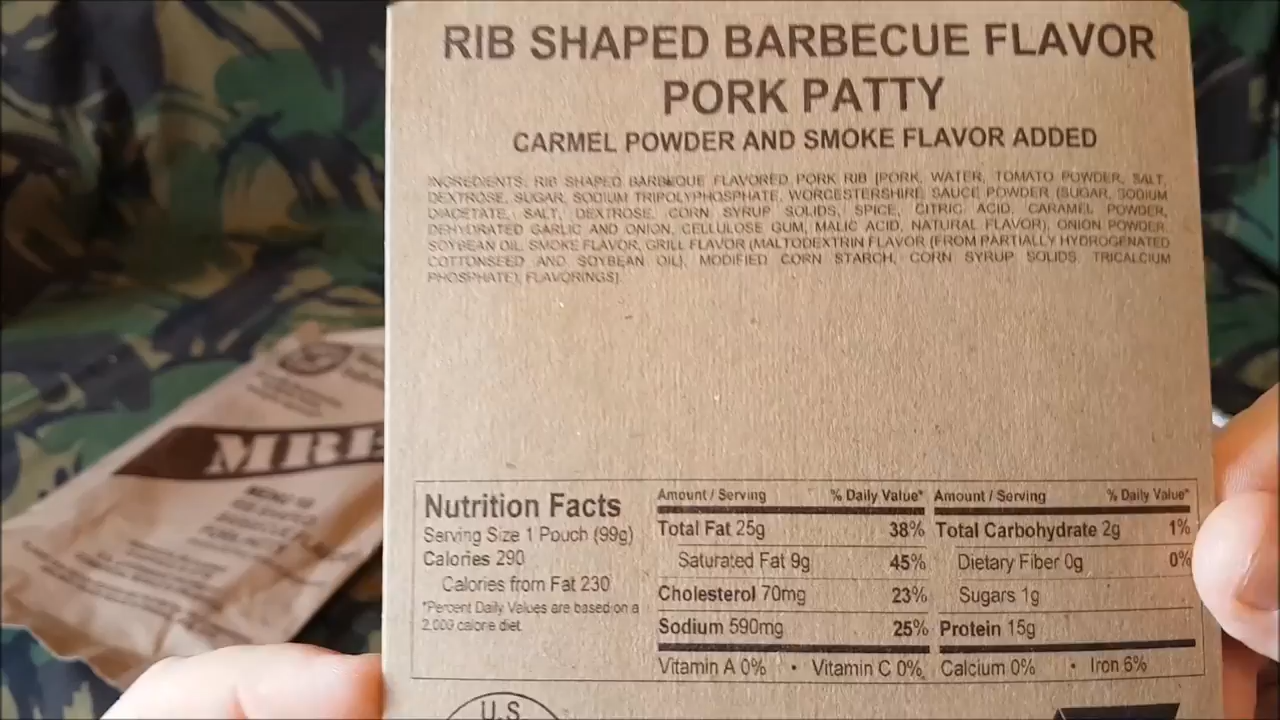 RIB SHAPED BARBECUE FLAVOR
PORK PATTY
CARMEL POWDER AND SMOKE FLAVOR ADDED
INGREDIENTS: RIB SHAPED BARBEQUE FLAVORED PORK RIB [PORK, WATER, TOMATO POWDER, SALT,
DEXTROSE, SUGAR, SODIUM TRIPOLYPHOSPHATE, WORCESTERSHIRE SAUCE POWDER (SUGAR, SODIUM
DIACETATE, SALT, DEXTROSE, CORN SYRUP SOLIDS, SPICE, CITRIC ACID, CARAMEL POWDER,
DEHYDRATED GARLIC AND ONION, CELLULOSE GUM, MALIC ACID, NATURAL FLAVOR), ONION POWDER,
SOYBEAN OIL, SMOKE FLAVOR, GRILL FLAVOR (MALTODEXTRIN FLAVOR (FROM PARTIALLY HYDROGENATED
COTTONSEED AND SOYBEAN OIL), MODIFIED CORN STARCH, CORN SYRUP SOLIDS, TRICALCIUM
PHOSPHATE), FLAVORINGS].
MRE
Nutrition Facts
Serving Size 1 Pouch (99g)
Calories 290
Calories from Fat 230
*Percent Daily Values are based on a
2,000 calorie diet.
Amount / Serving % Daily Value*
Total Fat 25g 38%
Saturated Fat 9g 45%
Cholesterol 70mg 23%
Sodium 590mg 25%
Amount / Serving % Daily Value*
Total Carbohydrate 2g 1%
Dietary Fiber 0g 0%
Sugars 1g
Protein 15g
Vitamin A 0% • Vitamin C 0% Calcium 0% • Iron 6%
U.S.